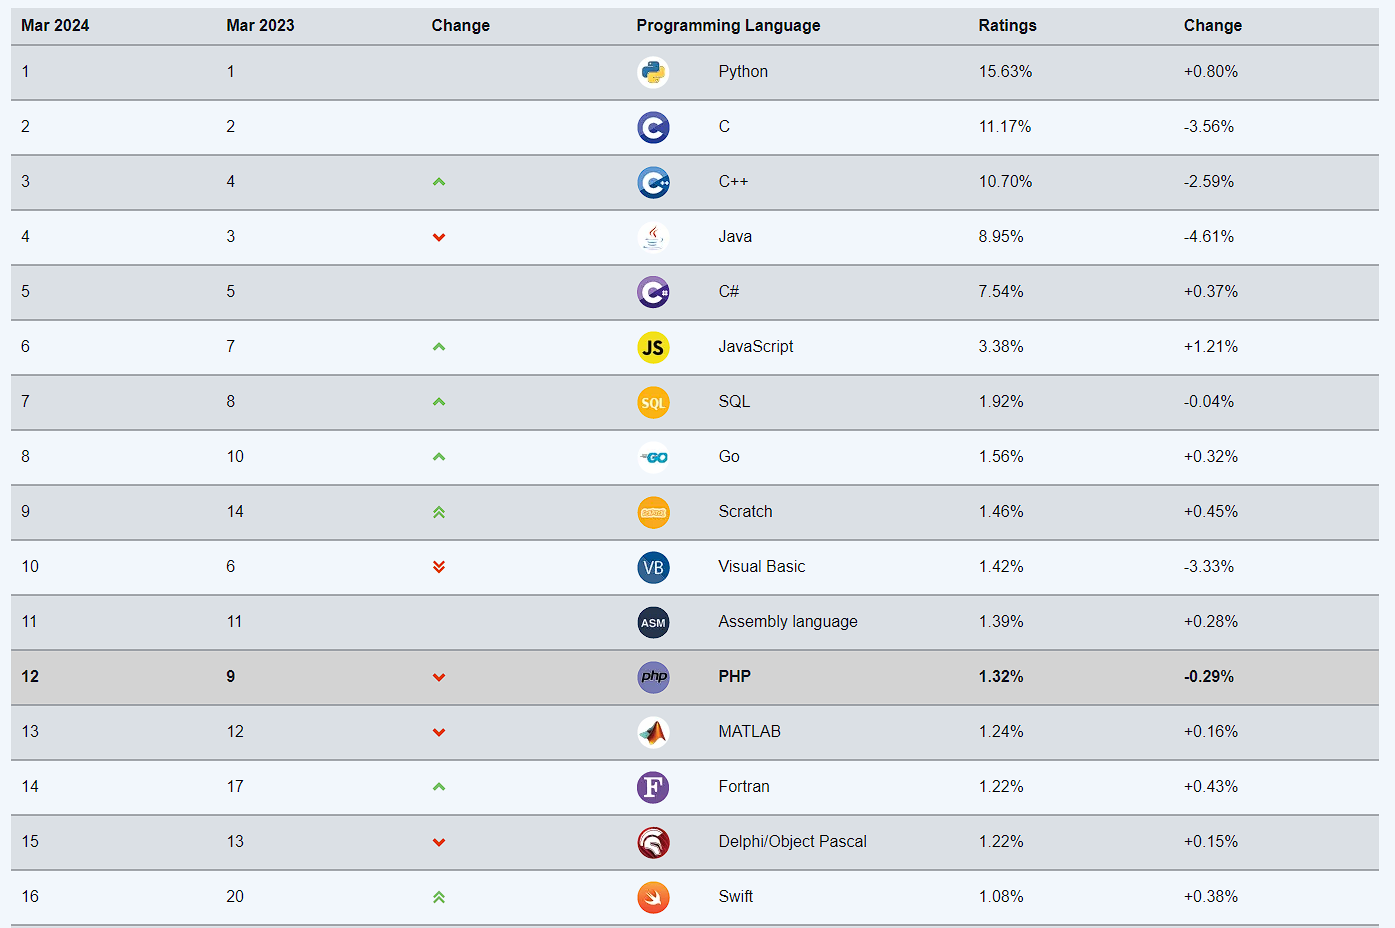 Mar 2024 Mar 2023 Change Programming Language Ratings Change
1 1 Python 15.63% +0.80%
2 2 C 11.17% -3.56%
3 4 C++ 10.70% -2.59%
4 3 Java 8.95% -4.61%
5 5 C# 7.54% +0.37%
6 7 JS JavaScript 3.38% +1.21%
7 8 SQL SQL 1.92% -0.04%
8 10 GO Go 1.56% +0.32%
9 14 Scratch 1.46% +0.45%
10 6 VB Visual Basic 1.42% -3.33%
11 11 ASM Assembly language 1.39% +0.28%
12 9 php PHP 1.32% -0.29%
13 12 MATLAB 1.24% +0.16%
14 17 F Fortran 1.22% +0.43%
15 13 Delphi/Object Pascal 1.22% +0.15%
16 20 Swift 1.08% +0.38%